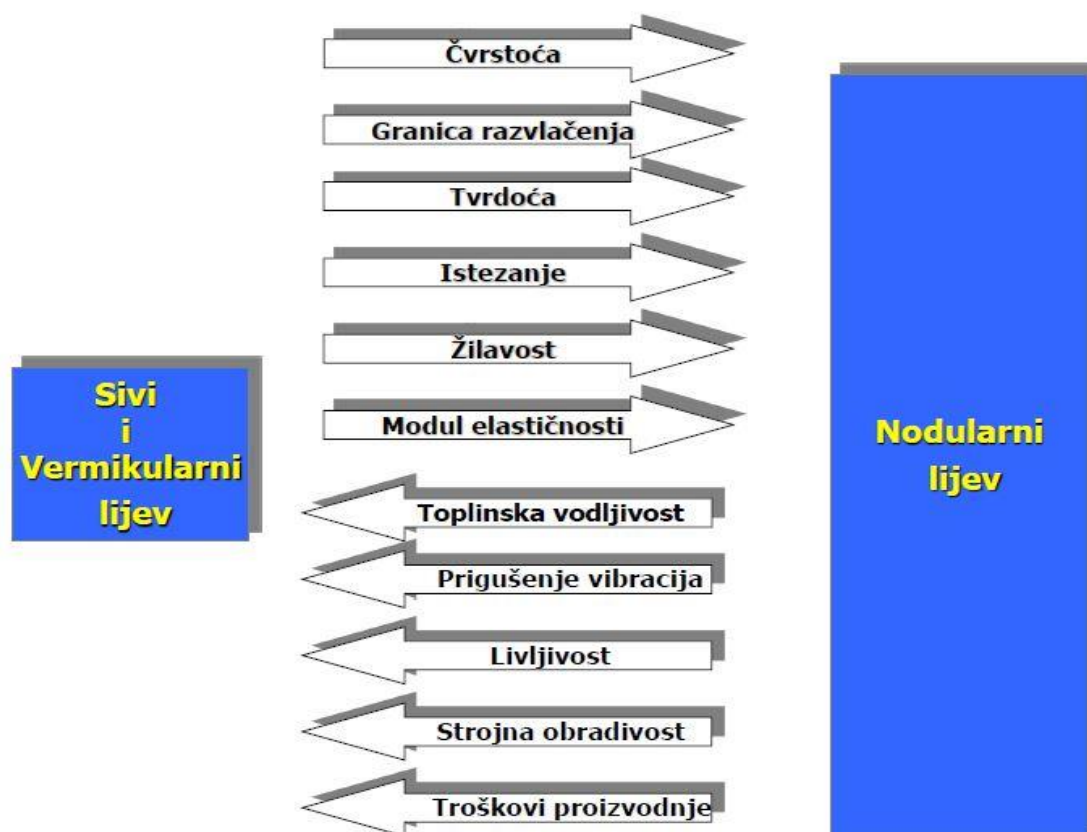 Čvrstoća
Granica razvlačenja
Tvrdoća
Istezanje
Žilavost
Modul elastičnosti
Sivi
i
Vermikularni
lijev
Nodularni
lijev
Toplinska vodljivost
Prigušenje vibracija
Livljivost
Strojna obradivost
Troškovi proizvodnje